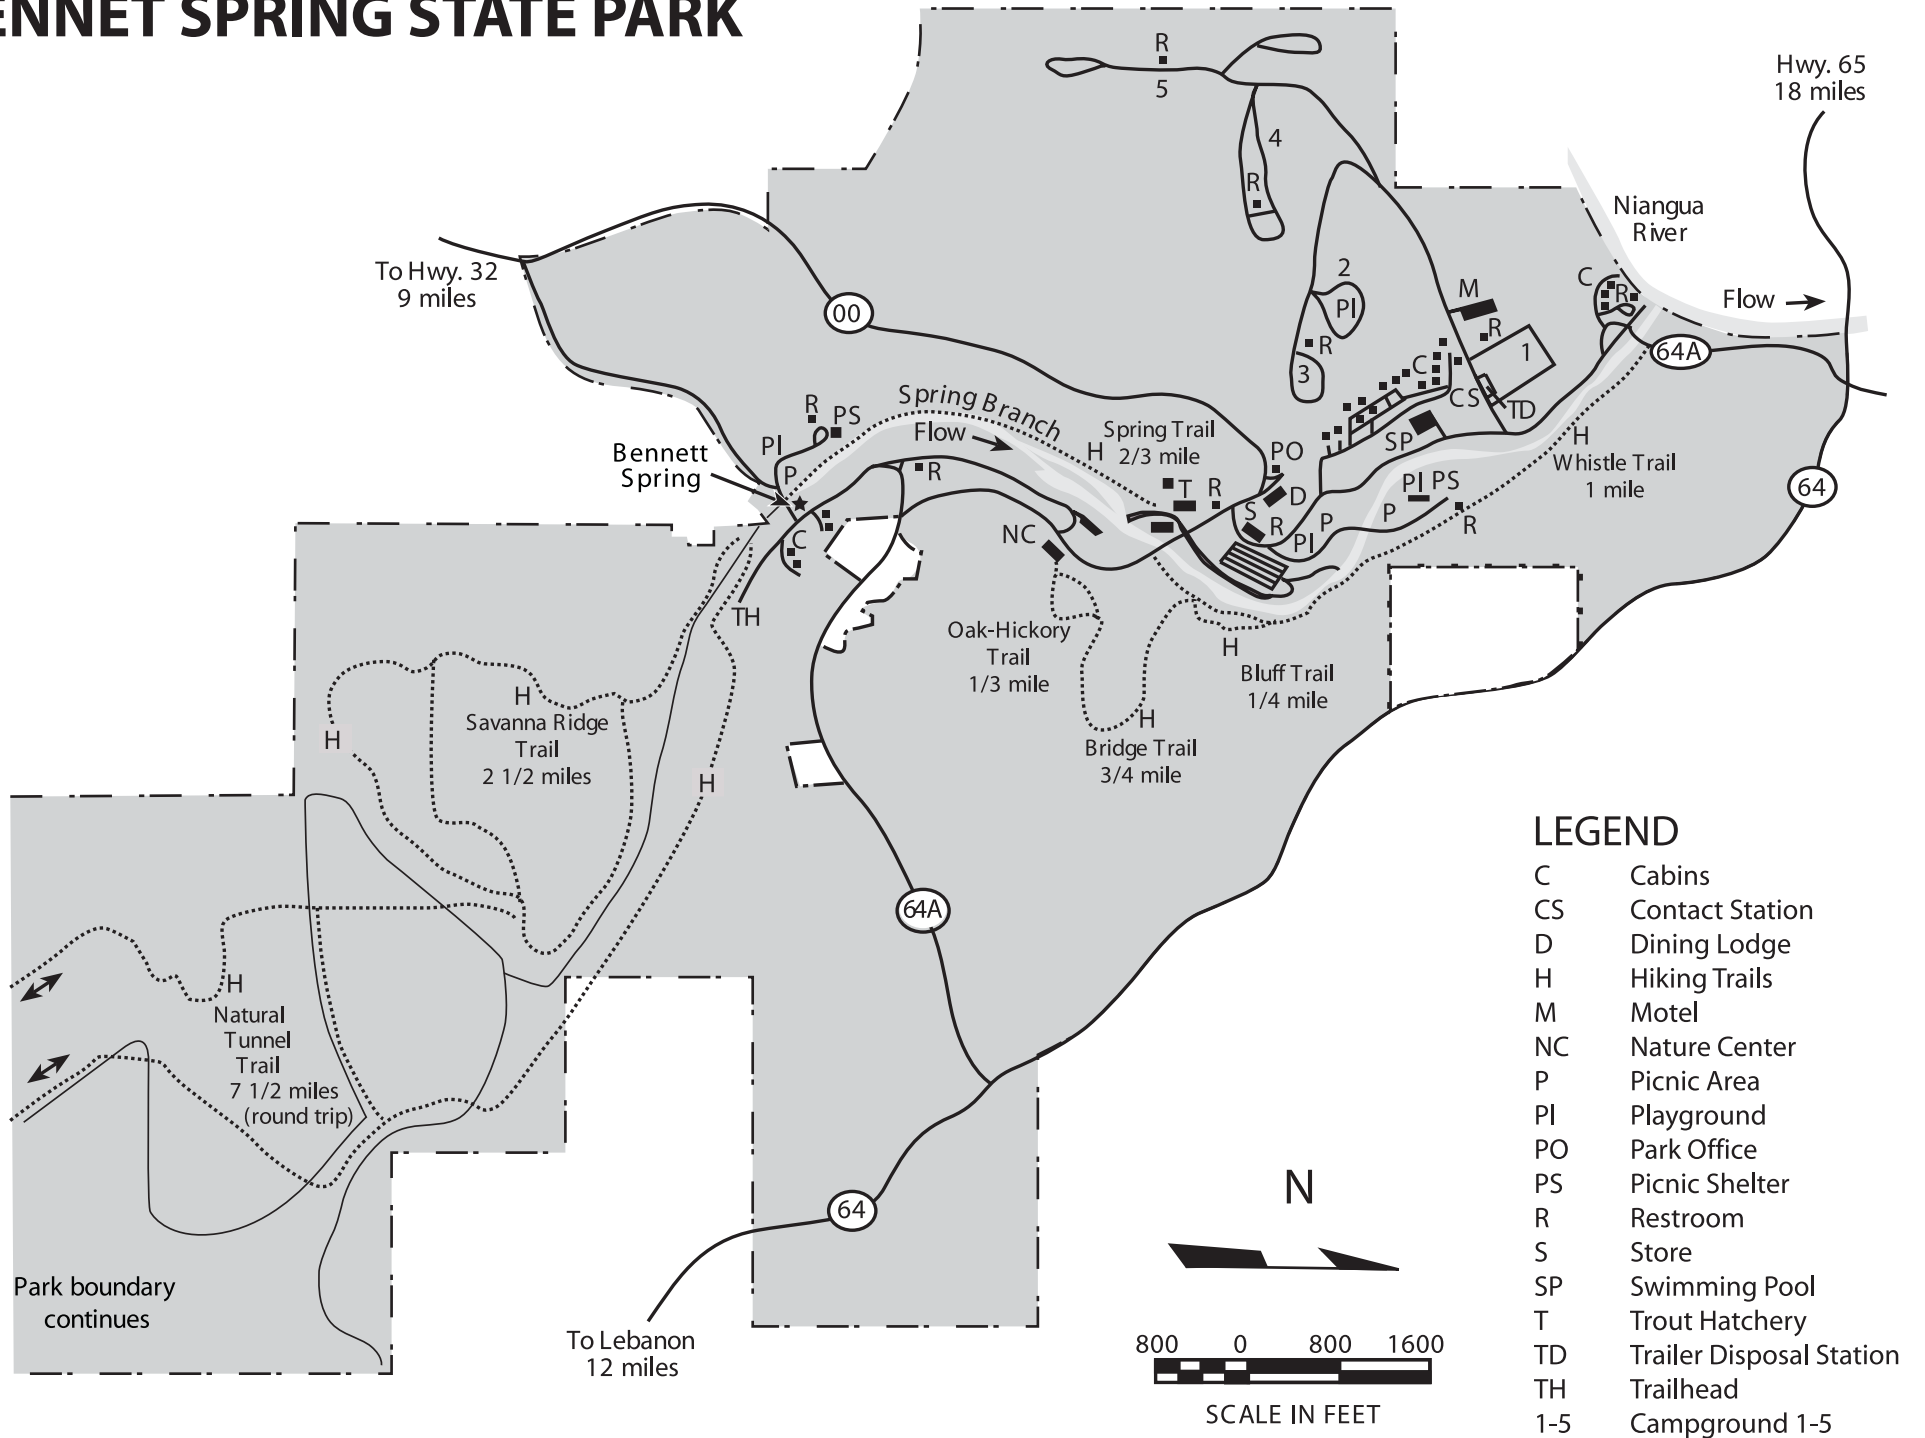 ENNET SPRING STATE PARK
R
5
4
R
Hwy. 65
18 miles
Niangua
River
Flow
To Hwy. 32
9 miles
00
2
Pl
R
3
M
R
1
C
R
64A
C
CS
TD
SP
R
PS
Pl
P
Bennett
Spring
Spring Branch
Flow
H
Spring Trail
2/3 mile
PO
T
R
D
S
R
Pl
P
P
Pl
PS
R
H
Whistle Trail
1 mile
64
R
C
NC
TH
Oak-Hickory
Trail
1/3 mile
H
Bluff Trail
1/4 mile
H
Bridge Trail
3/4 mile
H
Savanna Ridge
Trail
2 1/2 miles
H
H
64A
H
Natural
Tunnel
Trail
7 1/2 miles
(round trip)
64
To Lebanon
12 miles
Park boundary
continues
N
800 0 800 1600
SCALE IN FEET
LEGEND
C Cabins
CS Contact Station
D Dining Lodge
H Hiking Trails
M Motel
NC Nature Center
P Picnic Area
Pl Playground
PO Park Office
PS Picnic Shelter
R Restroom
S Store
SP Swimming Pool
T Trout Hatchery
TD Trailer Disposal Station
TH Trailhead
1-5 Campground 1-5